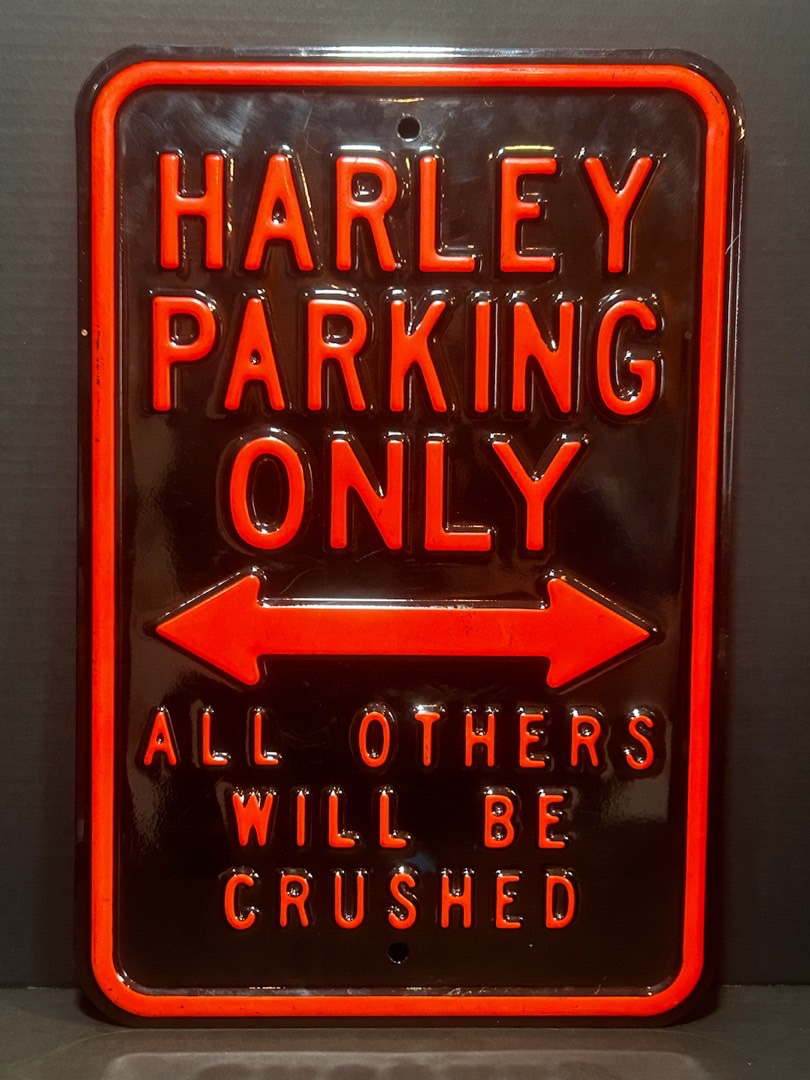 HARLEY
PARKING
ONLY
ALL OTHERS
WILL BE
CRUSHED